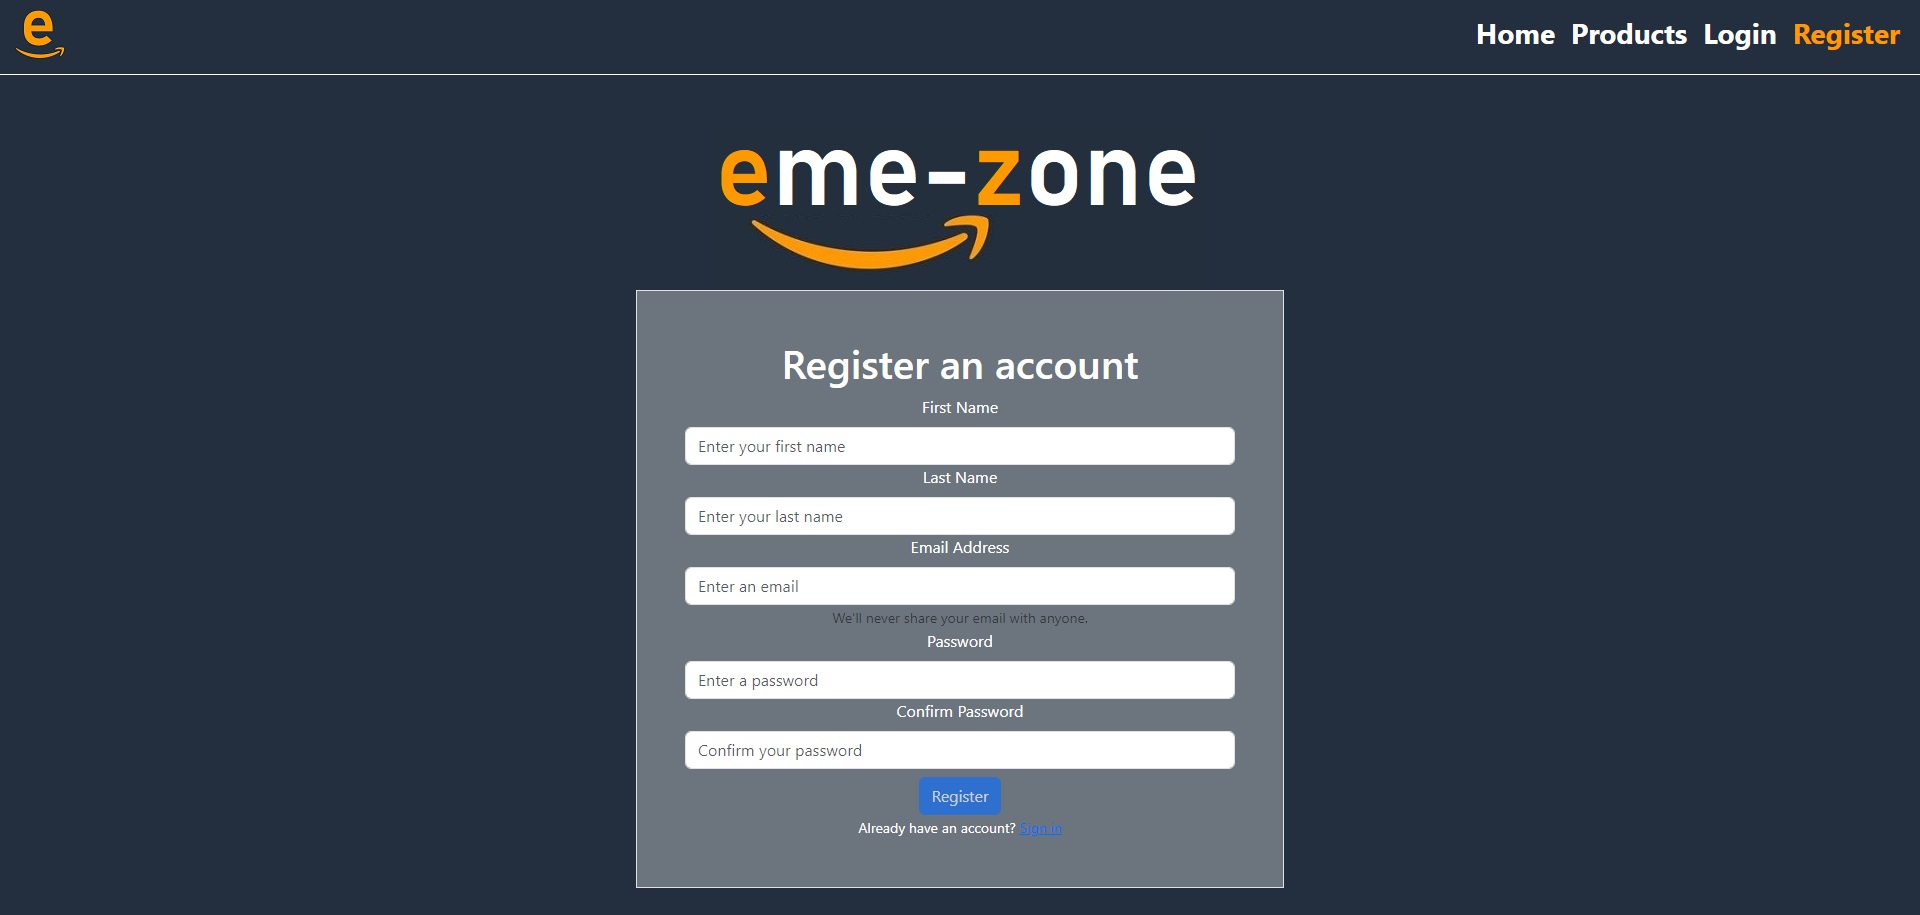 e
Home Products Login Register
eme-zone
Register an account
First Name
Enter your first name
Last Name
Enter your last name
Email Address
Enter an email
We'll never share your email with anyone.
Password
Enter a password
Confirm Password
Confirm your password
Register
Already have an account? Sign in